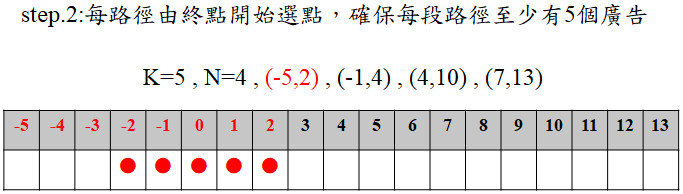 step.2:每路徑由終點開始選點，確保每段路徑至少有5個廣告
K=5 , N=4 , (-5,2) , (-1,4) , (4,10) , (7,13)
-5 -4 -3 -2 -1 0 1 2 3 4 5 6 7 8 9 10 11 12 13